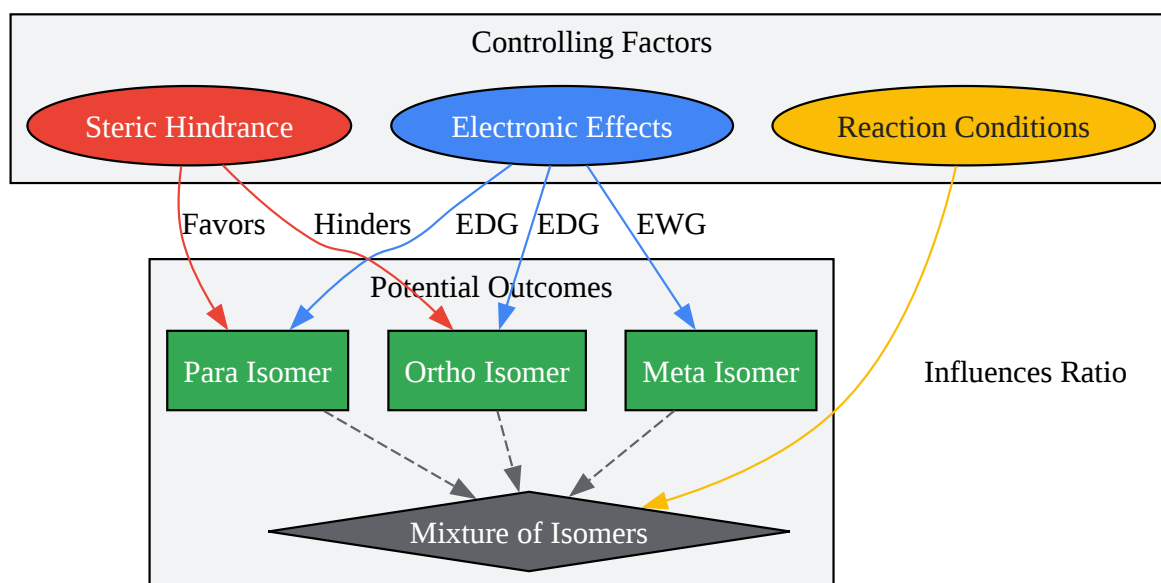 Controlling Factors
Steric Hindrance
Electronic Effects
Reaction Conditions
Favors
Hinders
EDG
EDG
EWG
Potential Outcomes
Para Isomer
Ortho Isomer
Meta Isomer
Influences Ratio
Mixture of Isomers